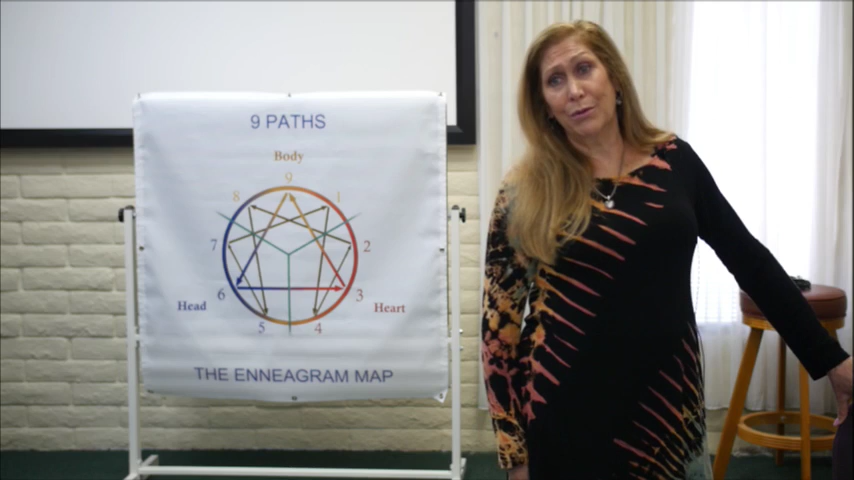 9 PATHS
Body
9
8 1
7 2
6 3
Head Heart
5 4
THE ENNEAGRAM MAP